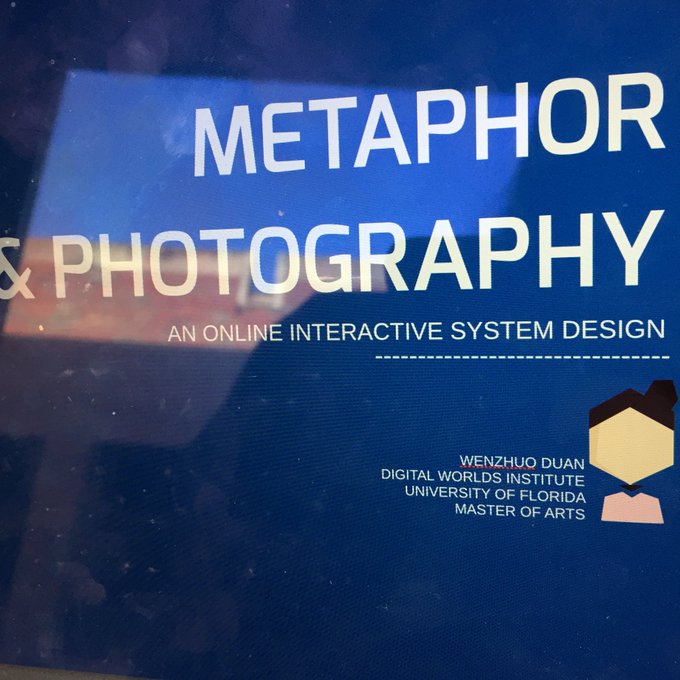 METAPHOR
& PHOTOGRAPHY
AN ONLINE INTERACTIVE SYSTEM DESIGN
WENZHUO DUAN
DIGITAL WORLDS INSTITUTE
UNIVERSITY OF FLORIDA
MASTER OF ARTS